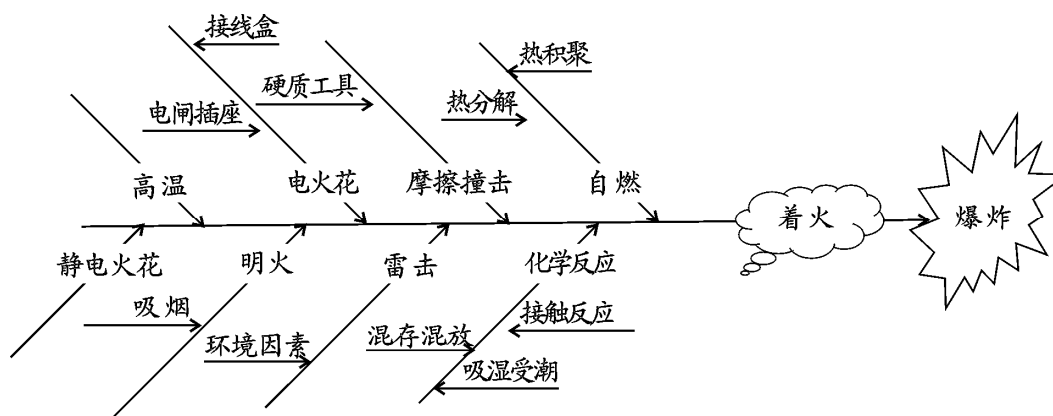 接线盒
热积聚
硬质工具
热分解
电闸插座
高温
电火花
摩擦撞击
自燃
着火
爆炸
静电火花
明火
雷击
化学反应
吸烟
接触反应
环境因素
混存混放
吸湿受潮